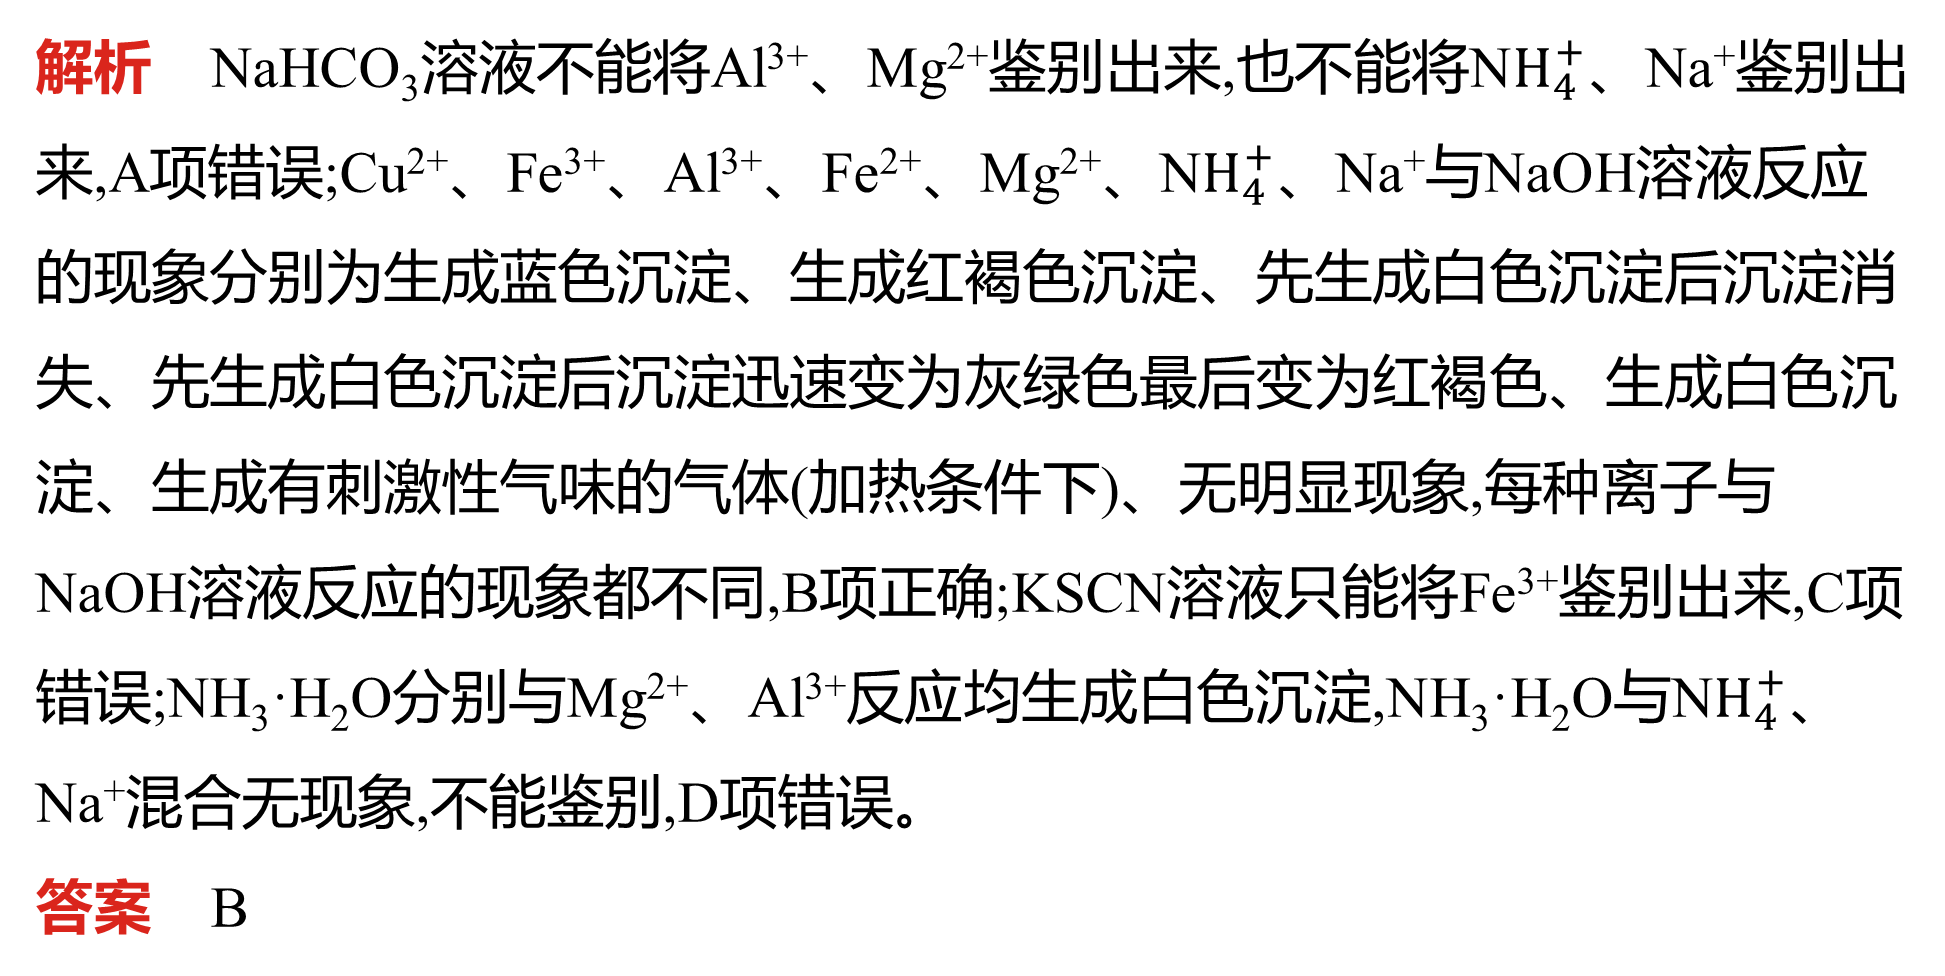 解析　NaHCO₃溶液不能将Al³⁺、Mg²⁺鉴别出来,也不能将NH₄⁺、Na⁺鉴别出
来,A项错误;Cu²⁺、Fe³⁺、Al³⁺、Fe²⁺、Mg²⁺、NH₄⁺、Na⁺与NaOH溶液反应
的现象分别为生成蓝色沉淀、生成红褐色沉淀、先生成白色沉淀后沉淀消
失、先生成白色沉淀后沉淀迅速变为灰绿色最后变为红褐色、生成白色沉
淀、生成有刺激性气味的气体(加热条件下)、无明显现象,每种离子与
NaOH溶液反应的现象都不同,B项正确;KSCN溶液只能将Fe³⁺鉴别出来,C项
错误;NH₃·H₂O分别与Mg²⁺、Al³⁺反应均生成白色沉淀,NH₃·H₂O与NH₄⁺、
Na⁺混合无现象,不能鉴别,D项错误。
答案　B